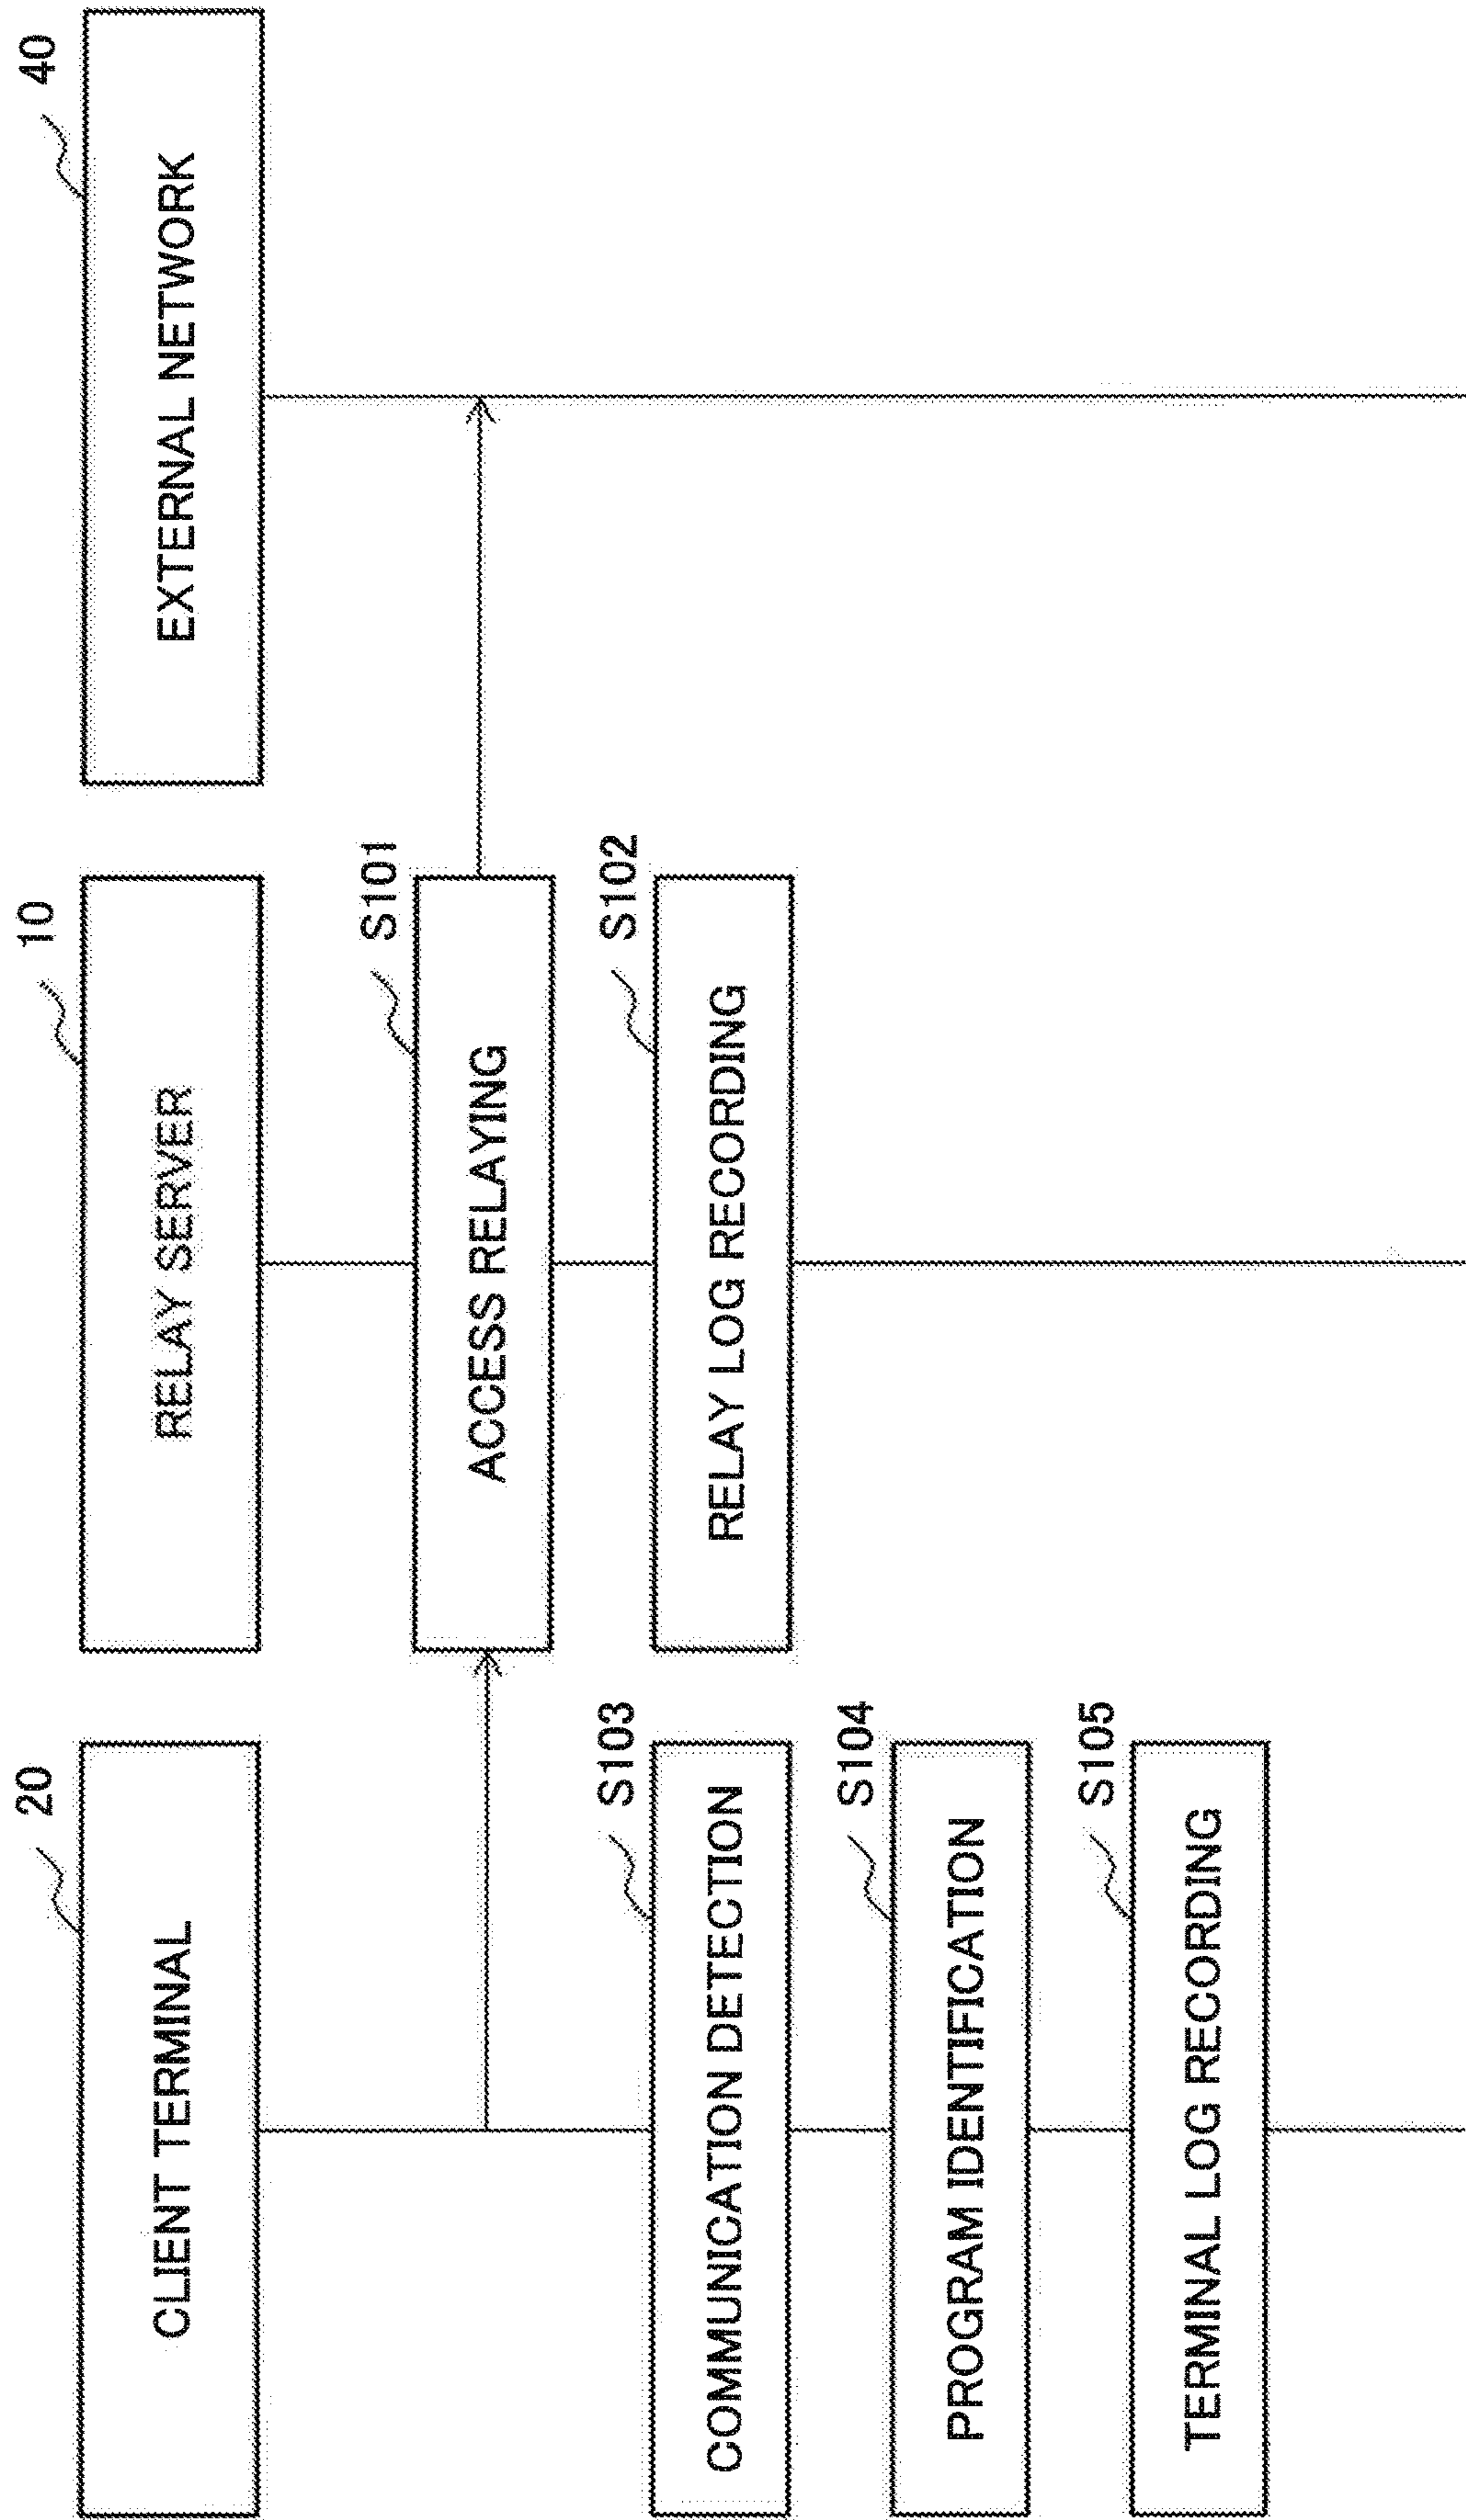 20
CLIENT TERMINAL
10
RELAY SERVER
40
EXTERNAL NETWORK
S101
ACCESS RELAYING
S102
RELAY LOG RECORDING
S103
COMMUNICATION DETECTION
S104
PROGRAM IDENTIFICATION
S105
TERMINAL LOG RECORDING